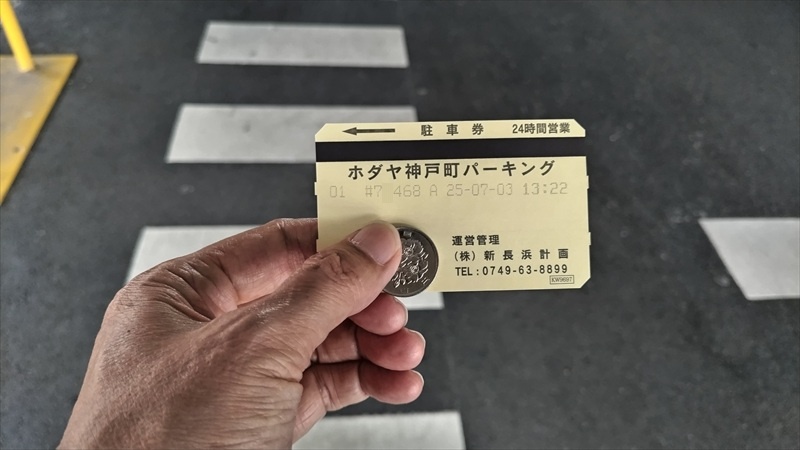 駐車券 24時間営業
ホダヤ神戸町パーキング
01 #7 468 A 25-07-03 13:22
運営管理
(株)新長浜計画
TEL:0749-63-8899